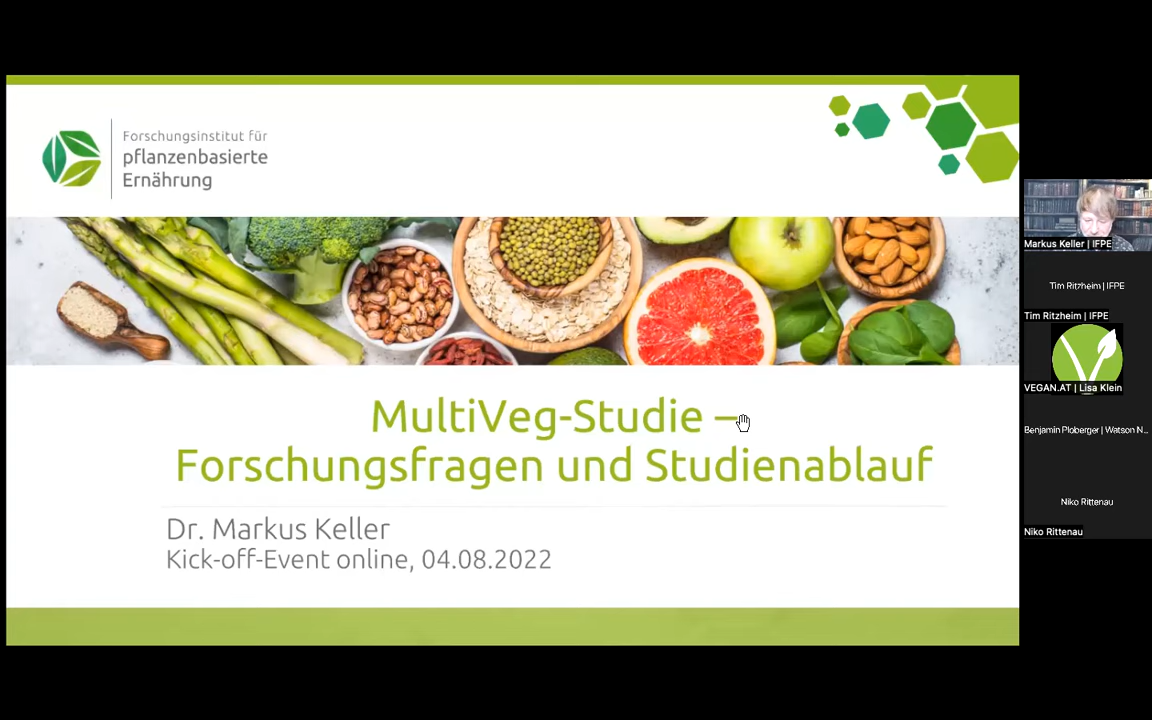 Forschungsinstitut für
pflanzenbasierte
Ernährung
MultiVeg-Studie –
Forschungsfragen und Studienablauf
Dr. Markus Keller
Kick-off-Event online, 04.08.2022
Markus Keller | IFPE
Tim Ritzheim | IFPE
Tim Ritzheim | IFPE
VEGAN.AT | Lisa Klein
Benjamin Ploberger | Watson N...
Niko Rittenau
Niko Rittenau